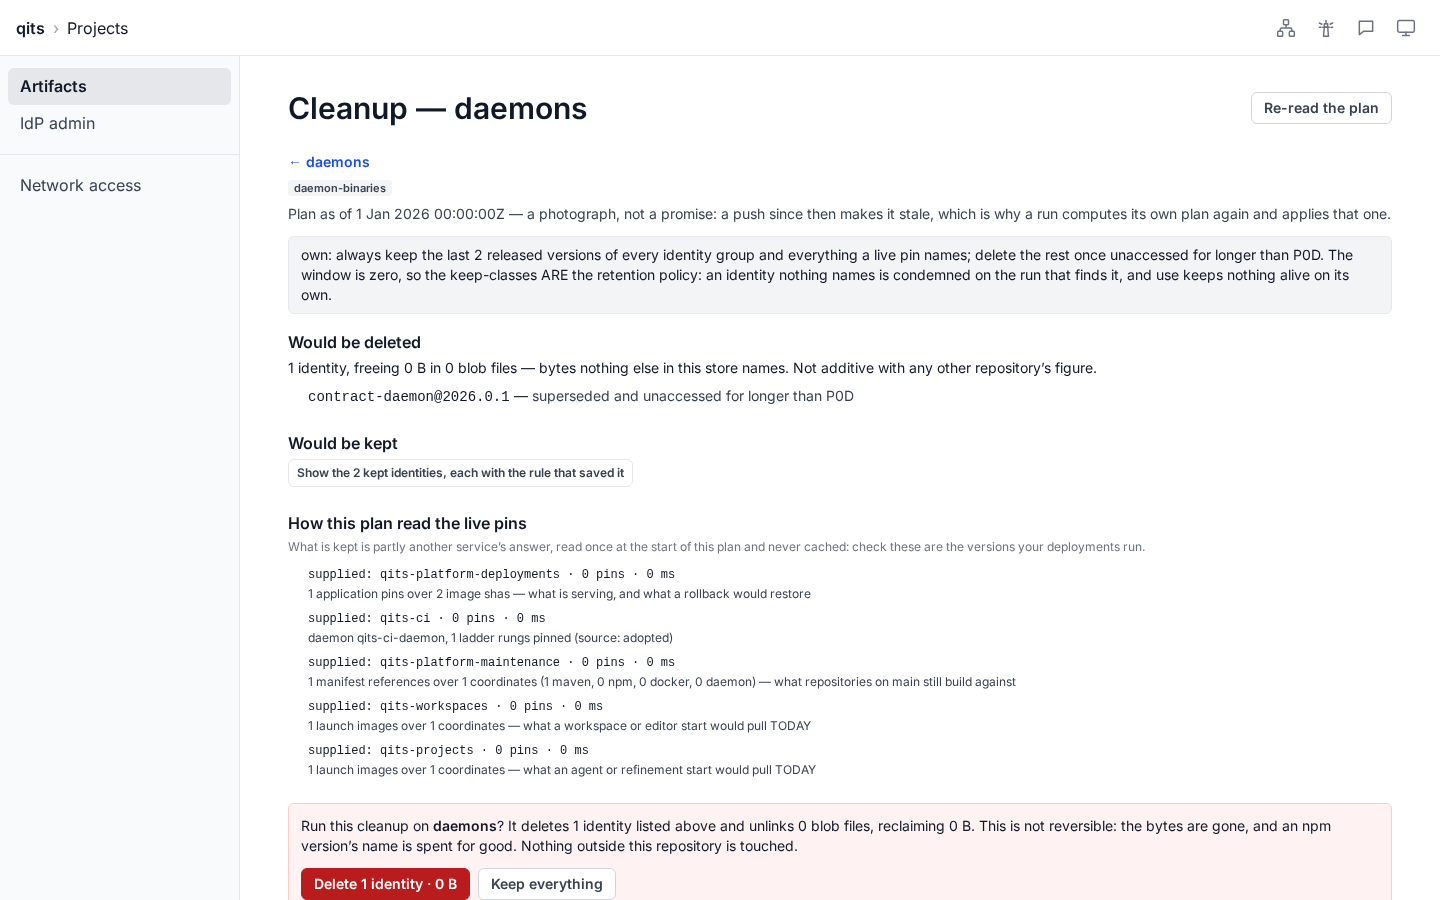 qits › Projects
Artifacts
IdP admin
Network access
Cleanup — daemons
Re-read the plan
← daemons
daemon-binaries
Plan as of 1 Jan 2026 00:00:00Z — a photograph, not a promise: a push since then makes it stale, which is why a run computes its own plan again and applies that one.
own: always keep the last 2 released versions of every identity group and everything a live pin names; delete the rest once unaccessed for longer than P0D. The
window is zero, so the keep-classes ARE the retention policy: an identity nothing names is condemned on the run that finds it, and use keeps nothing alive on its
own.
Would be deleted
1 identity, freeing 0 B in 0 blob files — bytes nothing else in this store names. Not additive with any other repository’s figure.
contract-daemon@2026.0.1 — superseded and unaccessed for longer than P0D
Would be kept
Show the 2 kept identities, each with the rule that saved it
How this plan read the live pins
What is kept is partly another service’s answer, read once at the start of this plan and never cached: check these are the versions your deployments run.
supplied: qits-platform-deployments · 0 pins · 0 ms
1 application pins over 2 image shas — what is serving, and what a rollback would restore
supplied: qits-ci · 0 pins · 0 ms
daemon qits-ci-daemon, 1 ladder rungs pinned (source: adopted)
supplied: qits-platform-maintenance · 0 pins · 0 ms
1 manifest references over 1 coordinates (1 maven, 0 npm, 0 docker, 0 daemon) — what repositories on main still build against
supplied: qits-workspaces · 0 pins · 0 ms
1 launch images over 1 coordinates — what a workspace or editor start would pull TODAY
supplied: qits-projects · 0 pins · 0 ms
1 launch images over 1 coordinates — what an agent or refinement start would pull TODAY
Run this cleanup on daemons? It deletes 1 identity listed above and unlinks 0 blob files, reclaiming 0 B. This is not reversible: the bytes are gone, and an npm
version’s name is spent for good. Nothing outside this repository is touched.
Delete 1 identity · 0 B
Keep everything